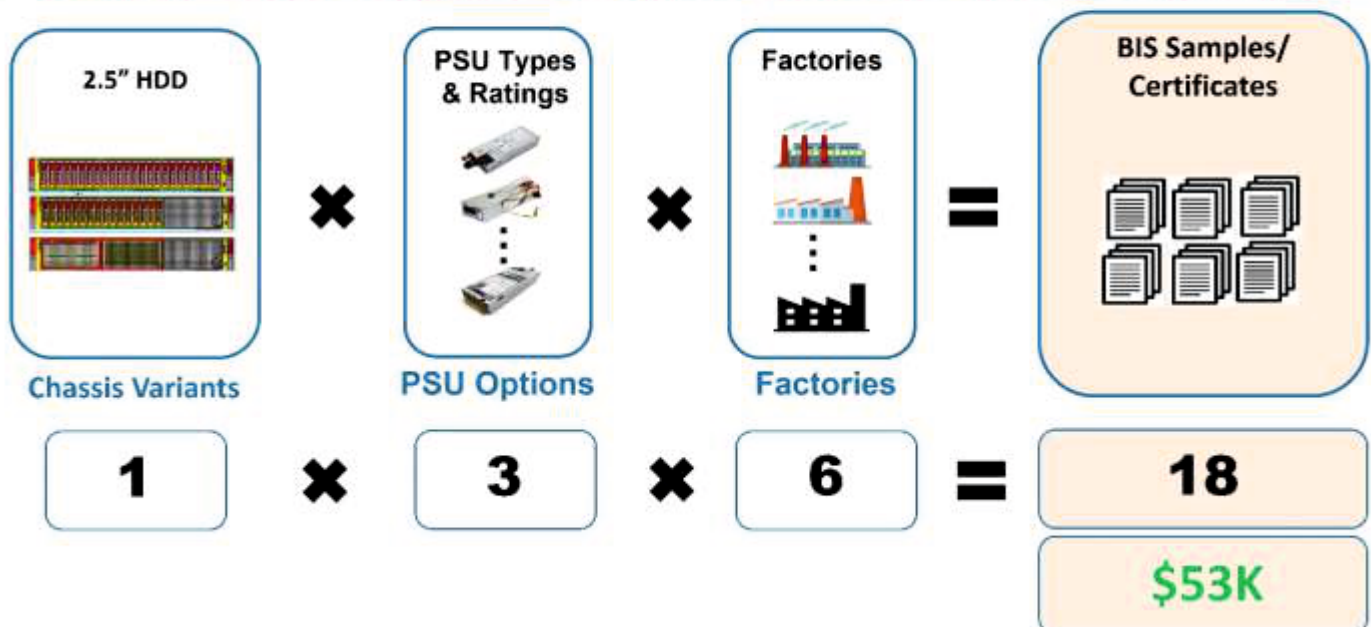 2.5” HDD
PSU Types
& Ratings
Factories
BIS Samples/
Certificates
Chassis Variants
PSU Options
Factories
1 × 3 × 6 = 18
$53K